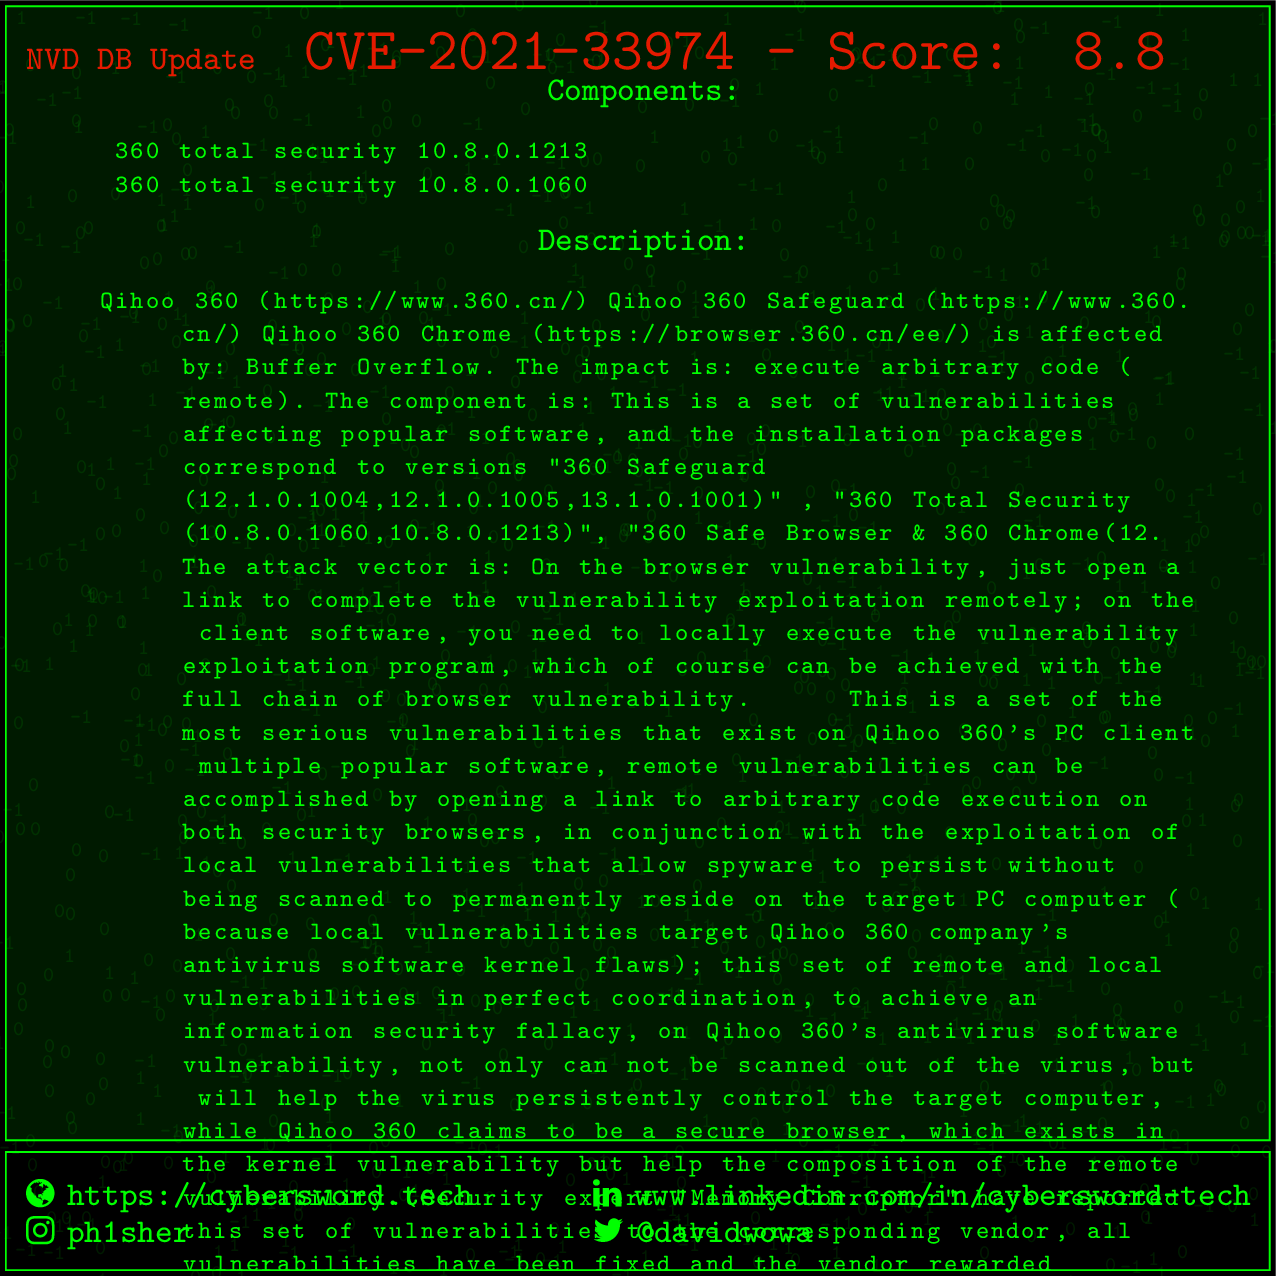 NVD DB Update CVE-2021-33974 - Score: 8.8
Components:
360 total security 10.8.0.1213
360 total security 10.8.0.1060
Description:
Qihoo 360 (https://www.360.cn/) Qihoo 360 Safeguard (https://www.360.
cn/) Qihoo 360 Chrome (https://browser.360.cn/ee/) is affected
by: Buffer Overflow. The impact is: execute arbitrary code (
remote). The component is: This is a set of vulnerabilities
affecting popular software, and the installation packages
correspond to versions "360 Safeguard
(12.1.0.1004,12.1.0.1005,13.1.0.1001)" , "360 Total Security
(10.8.0.1060,10.8.0.1213)", "360 Safe Browser & 360 Chrome(12.
The attack vector is: On the browser vulnerability, just open a
link to complete the vulnerability exploitation remotely; on the
client software, you need to locally execute the vulnerability
exploitation program, which of course can be achieved with the
full chain of browser vulnerability. This is a set of the
most serious vulnerabilities that exist on Qihoo 360's PC client
multiple popular software, remote vulnerabilities can be
accomplished by opening a link to arbitrary code execution on
both security browsers, in conjunction with the exploitation of
local vulnerabilities that allow spyware to persist without
being scanned to permanently reside on the target PC computer (
because local vulnerabilities target Qihoo 360 company's
antivirus software kernel flaws); this set of remote and local
vulnerabilities in perfect coordination, to achieve an
information security fallacy, on Qihoo 360's antivirus software
vulnerability, not only can not be scanned out of the virus, but
will help the virus persistently control the target computer,
while Qihoo 360 claims to be a secure browser, which exists in
the kernel vulnerability but help the composition of the remote
vulnerability.(Security expert "Memory Corruptor" have reported
this set of vulnerabilities to the corresponding vendor, all
vulnerabilities have been fixed and the vendor rewarded
https://cybersword.tech www.linkedin.com/in/cybersword-tech
ph1sher @davidwowa